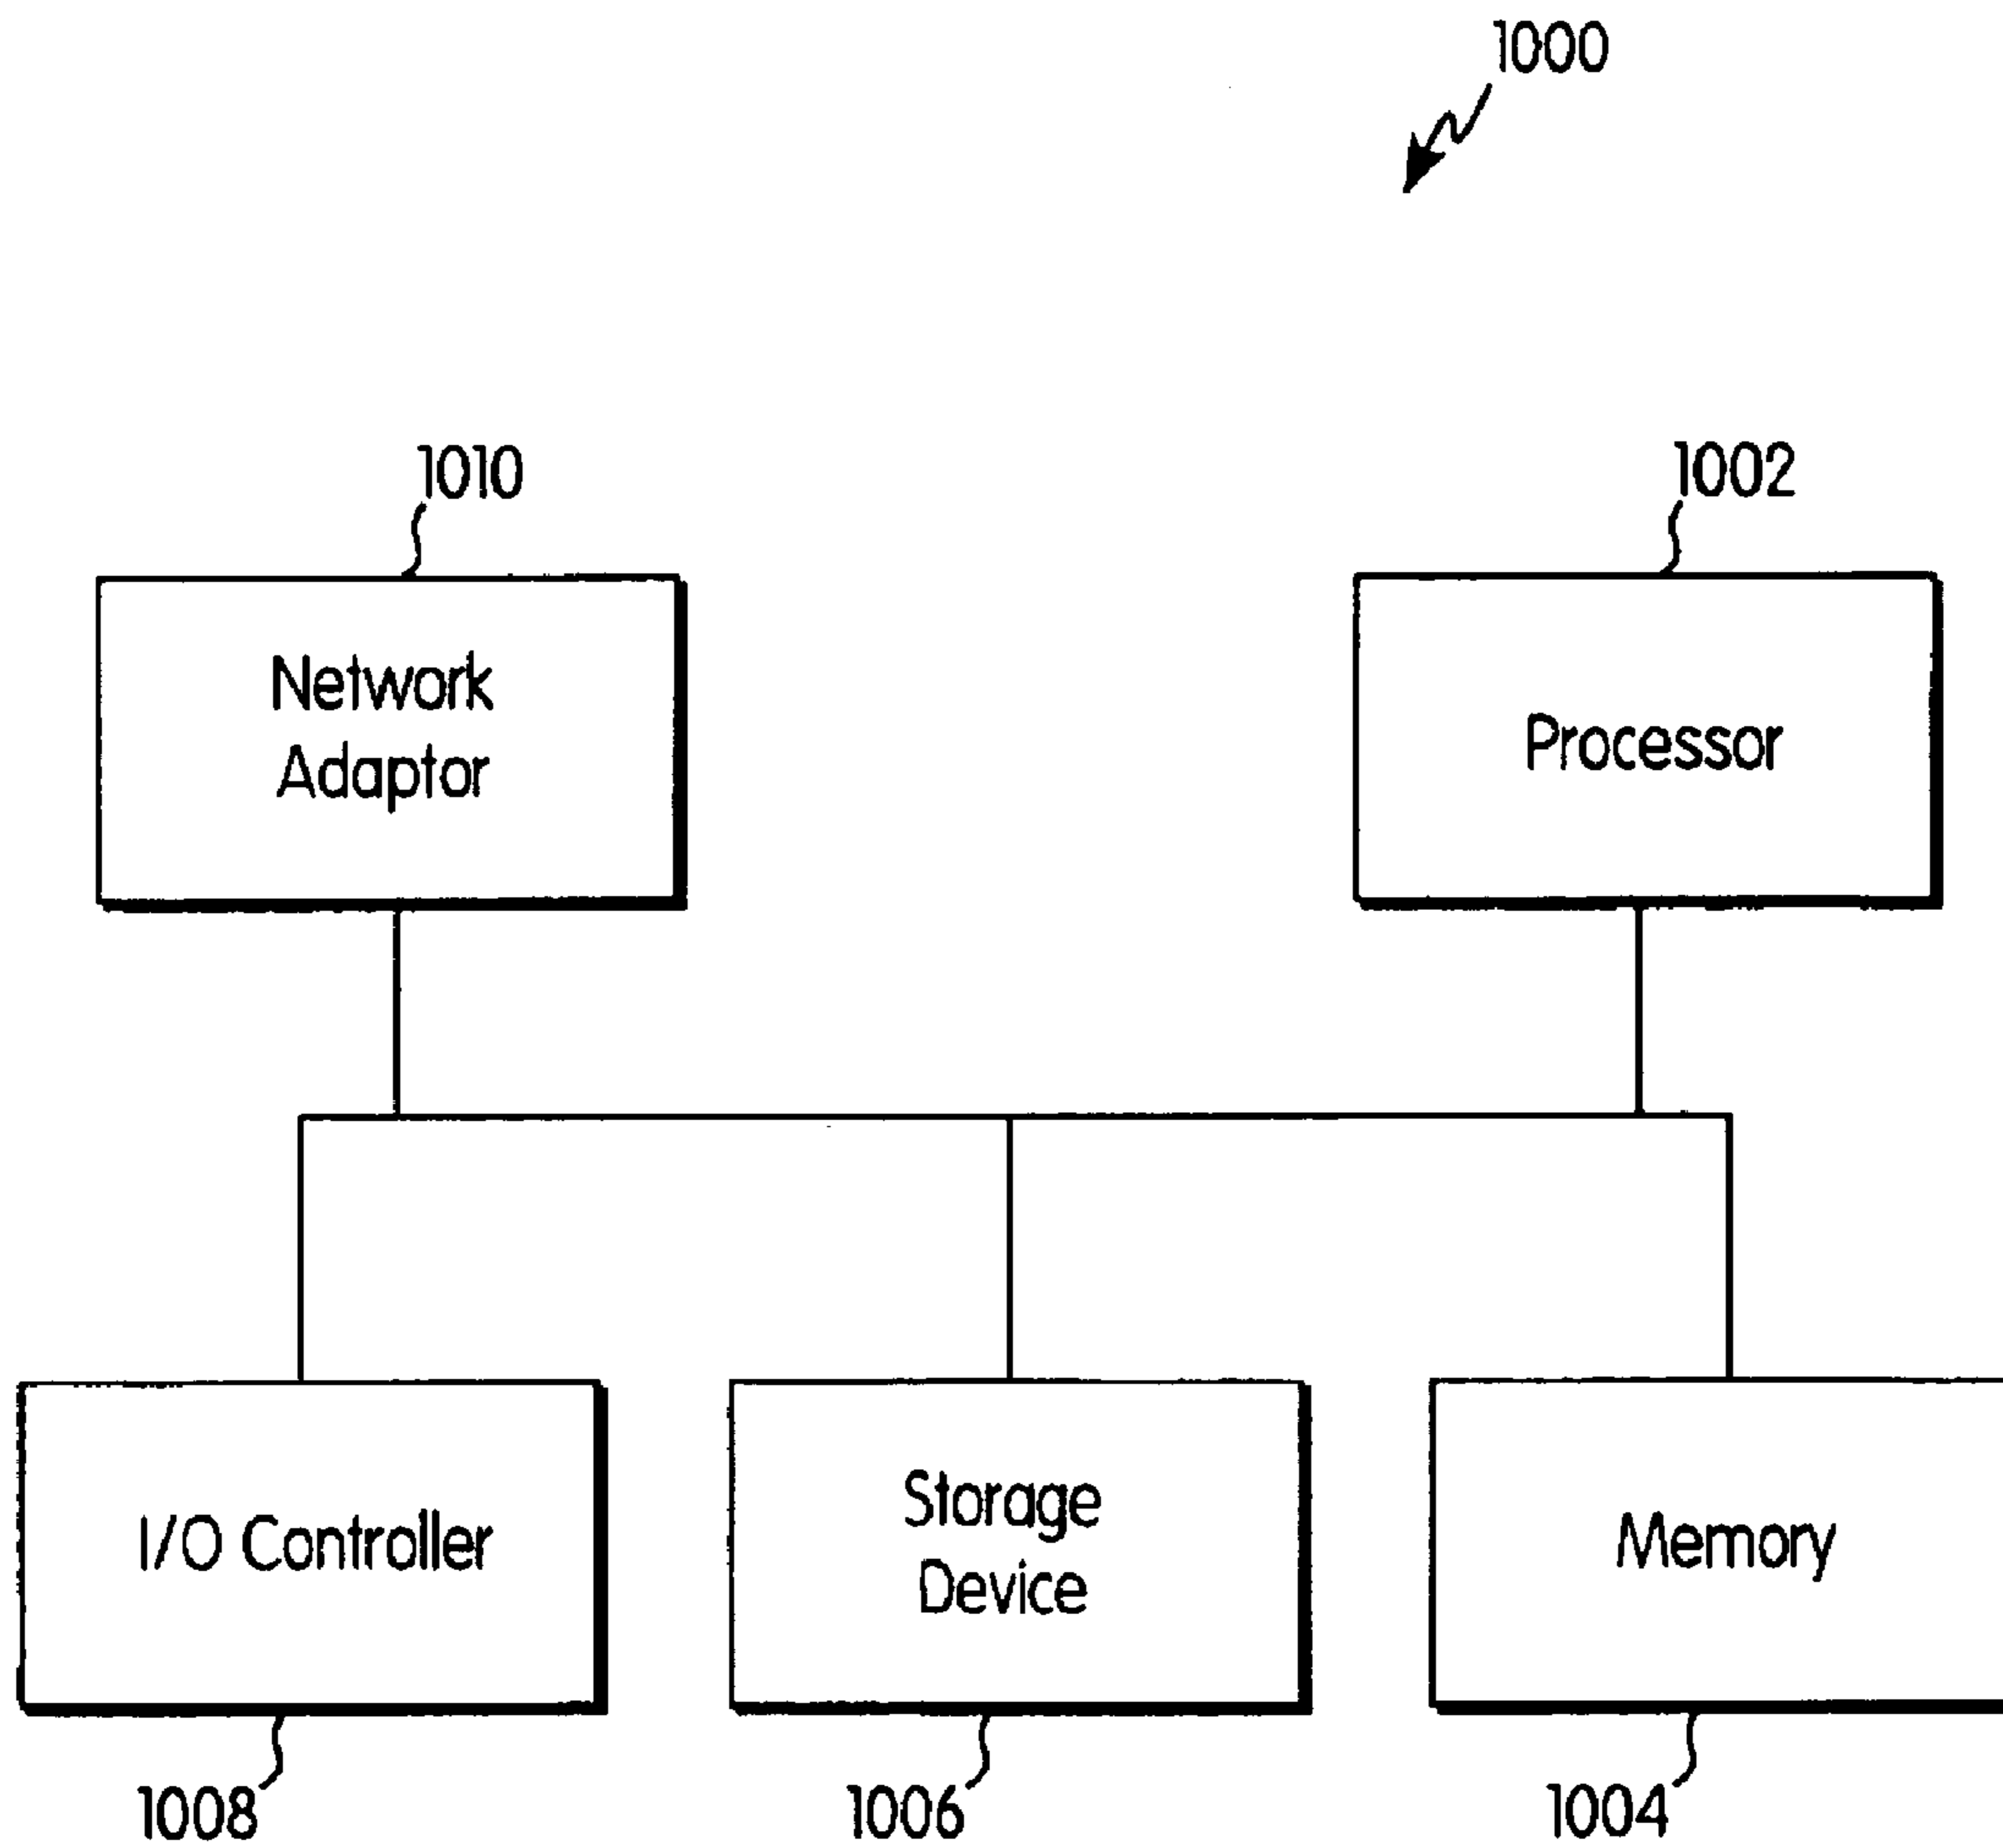 1000
1010
1002
Network
Adaptor
Processor
I/O Controller
Storage
Device
Memory
1008
1006
1004